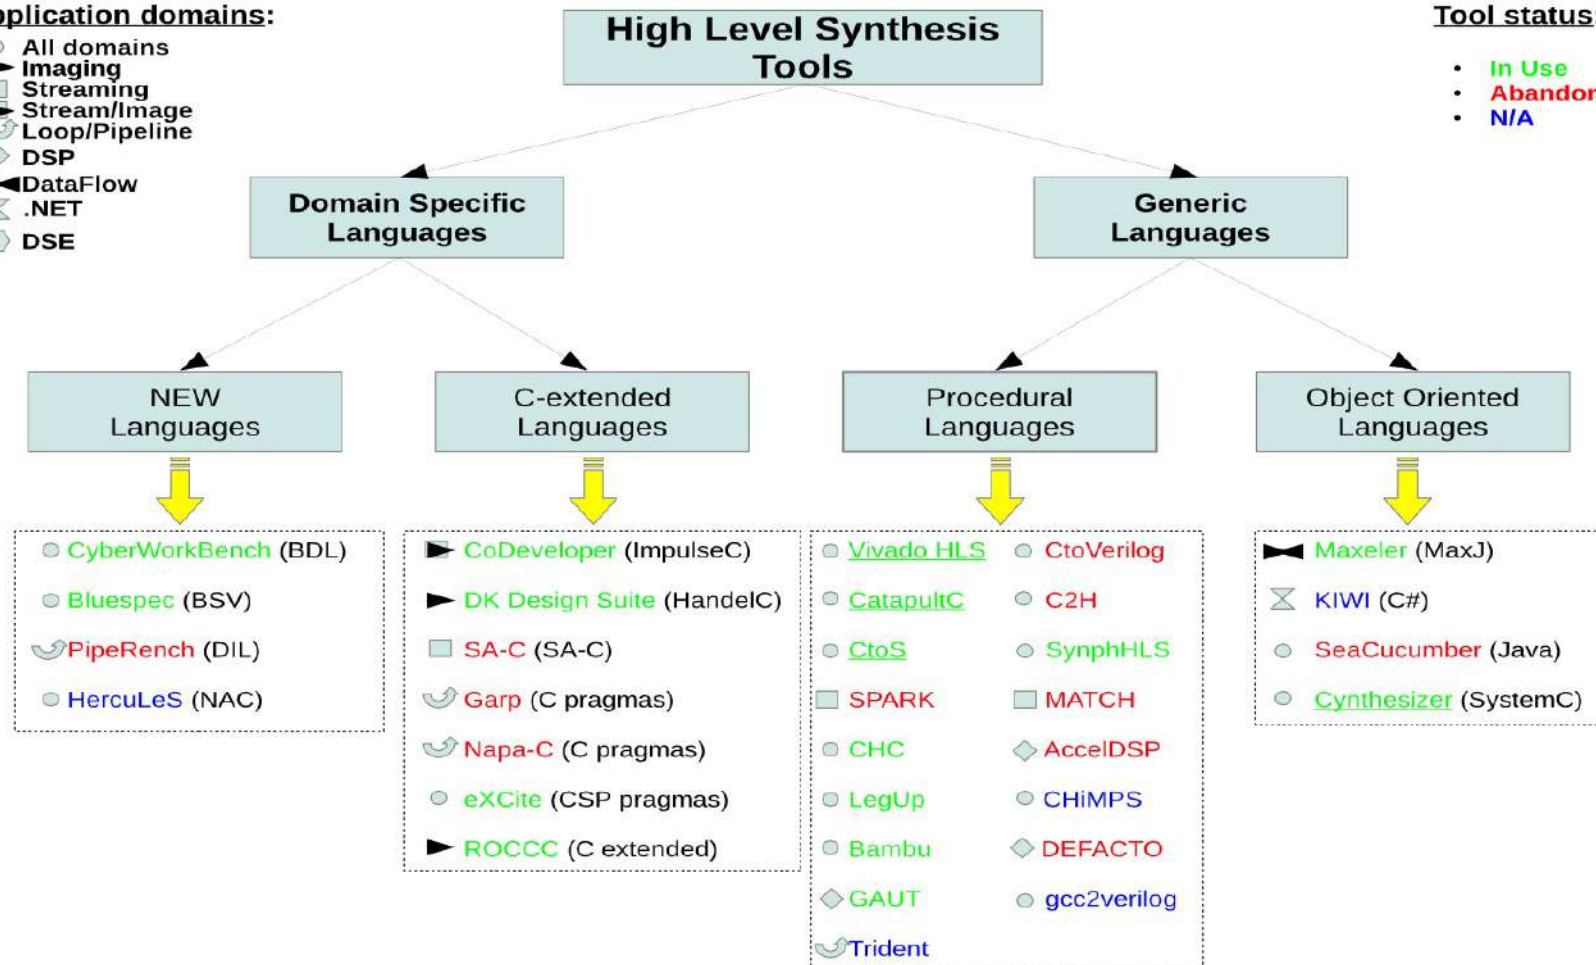 pplication domains:
All domains
Imaging
Streaming
Stream/Image
Loop/Pipeline
DSP
DataFlow
.NET
DSE
High Level Synthesis
Tools
Tool status
• In Use
• Abandon
• N/A
Domain Specific
Languages
Generic
Languages
NEW
Languages
C-extended
Languages
Procedural
Languages
Object Oriented
Languages
CyberWorkBench (BDL)
Bluespec (BSV)
PipeRench (DIL)
HercuLeS (NAC)
CoDeveloper (ImpulseC)
DK Design Suite (HandelC)
SA-C (SA-C)
Garp (C pragmas)
Napa-C (C pragmas)
eXCite (CSP pragmas)
ROCCC (C extended)
Vivado HLS
CatapultC
CtoS
SPARK
CHC
LegUp
Bambu
GAUT
Trident
CtoVerilog
C2H
SynphHLS
MATCH
AccelDSP
CHiMPS
DEFACTO
gcc2verilog
Maxeler (MaxJ)
KIWI (C#)
SeaCucumber (Java)
Cynthesizer (SystemC)